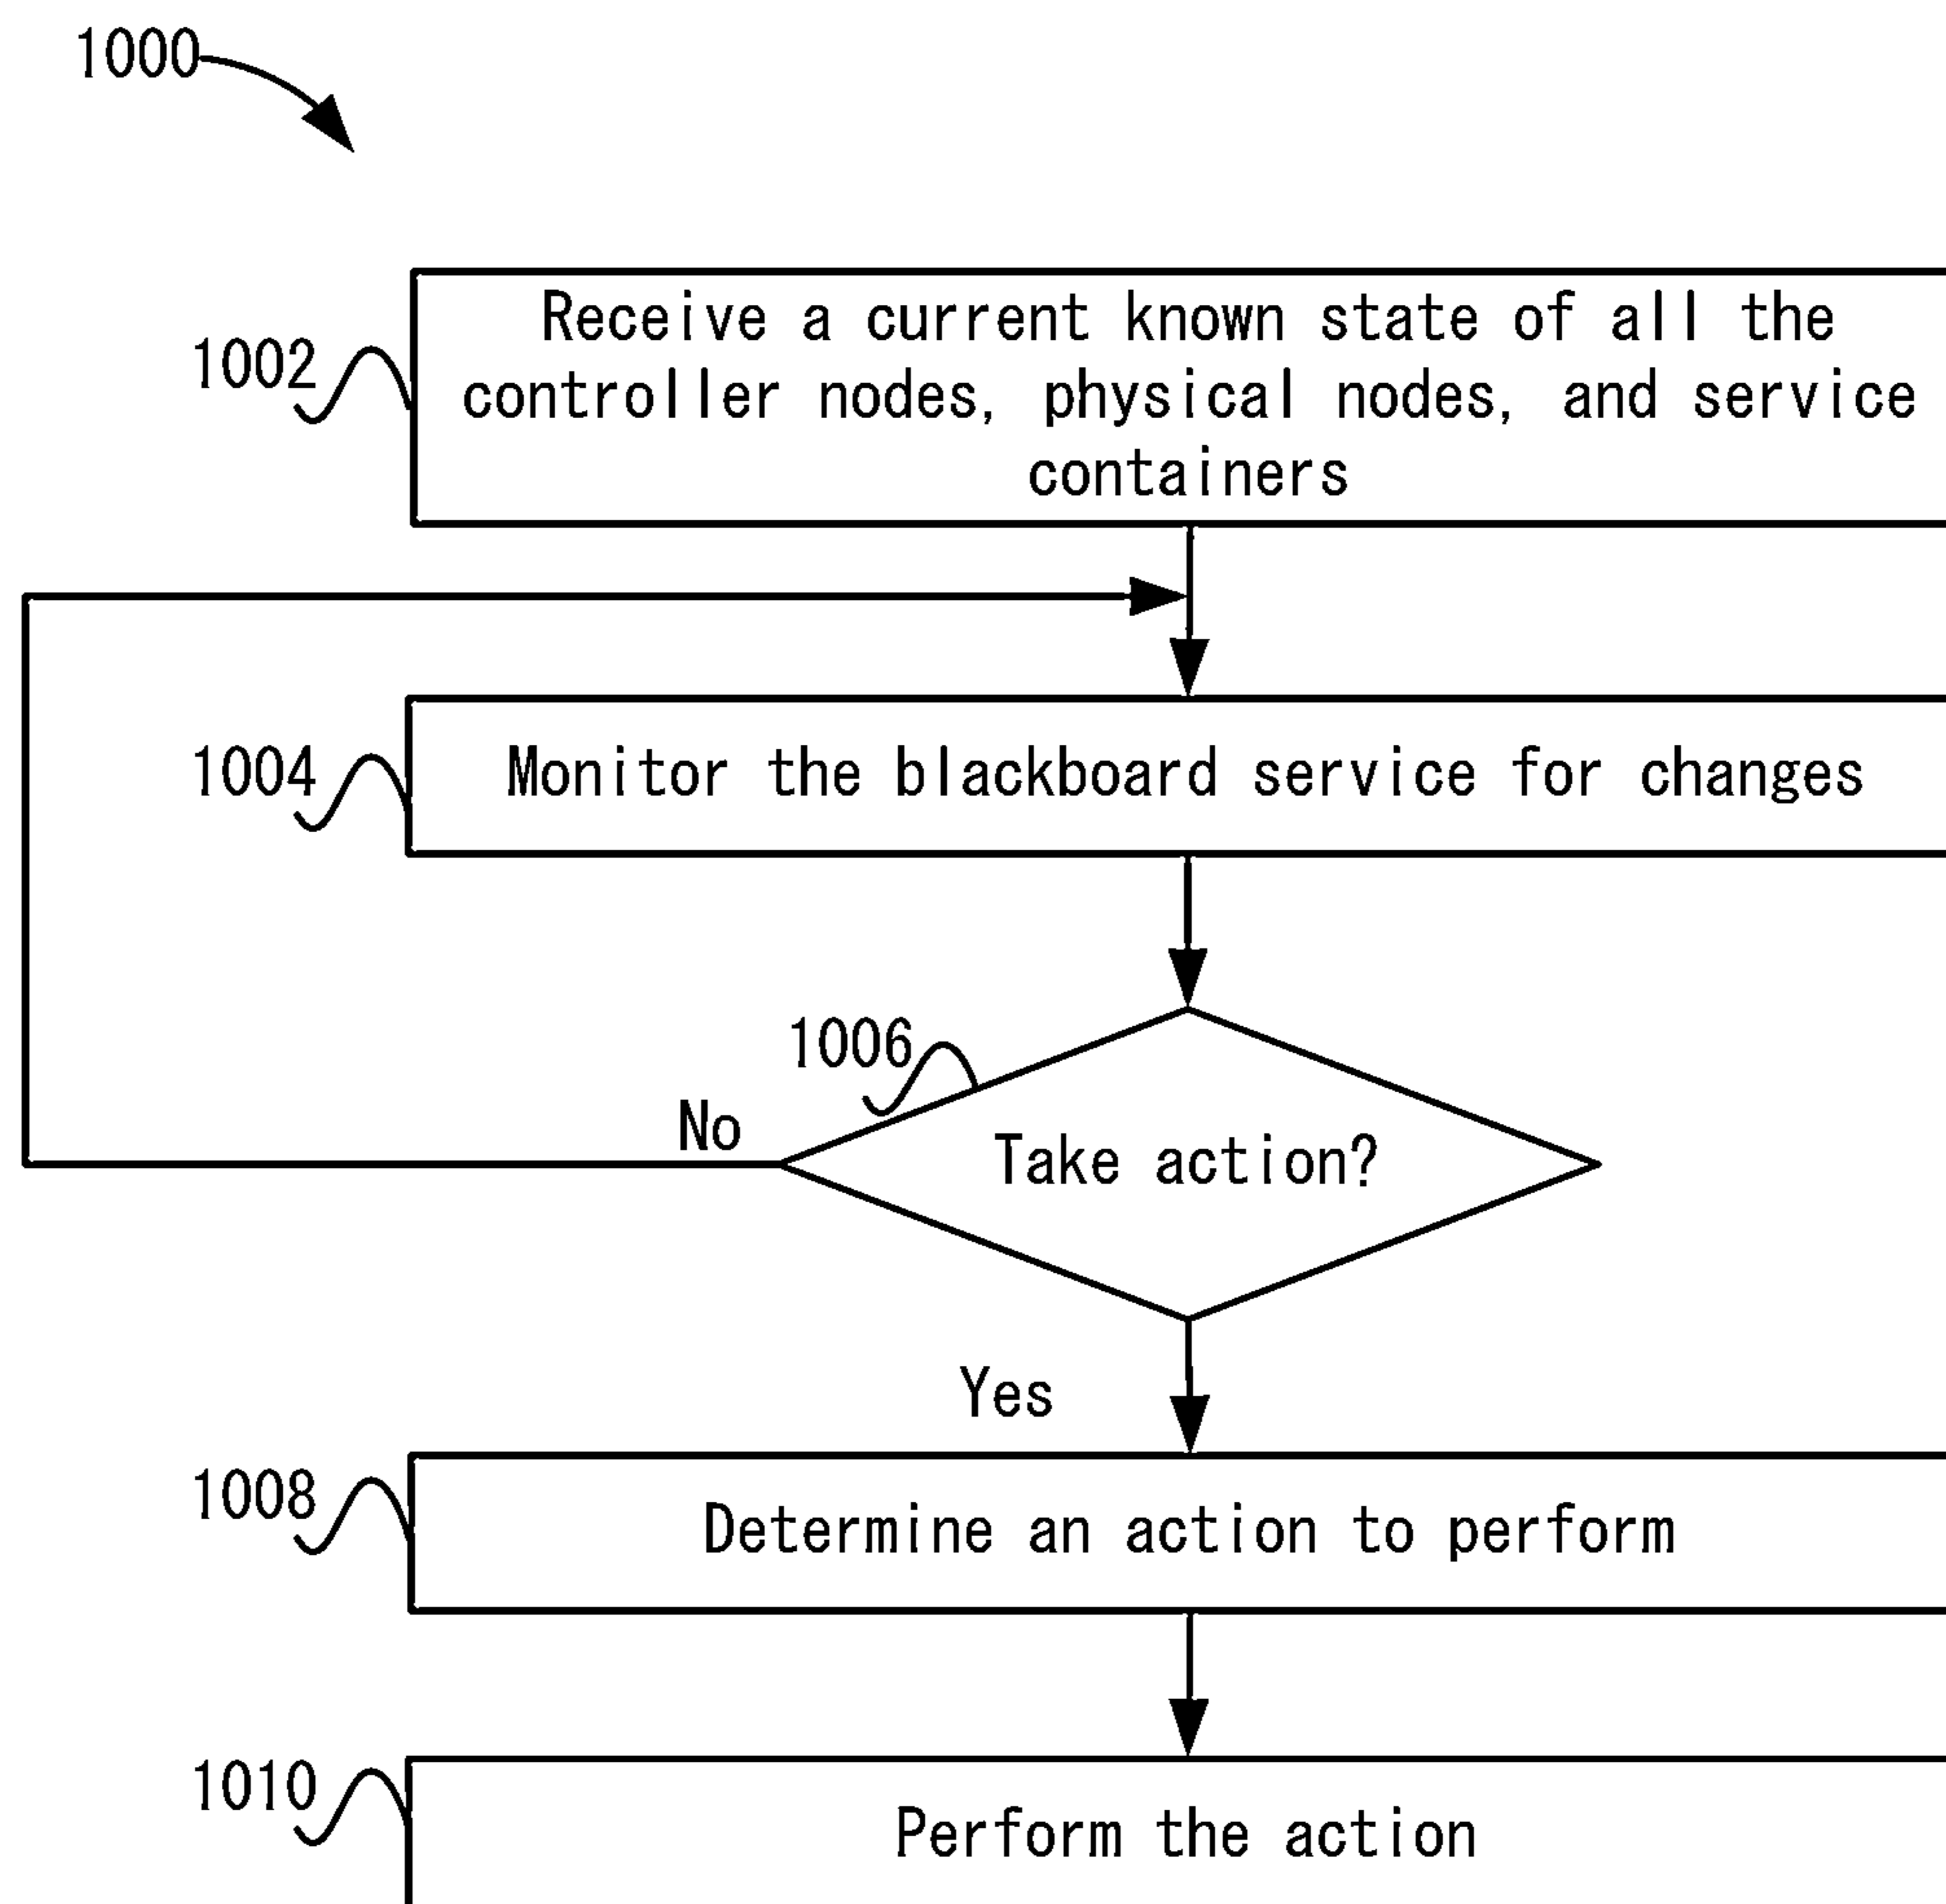 1000
1002
Receive a current known state of all the
controller nodes, physical nodes, and service
containers
1004
Monitor the blackboard service for changes
1006
No
Take action?
Yes
1008
Determine an action to perform
1010
Perform the action